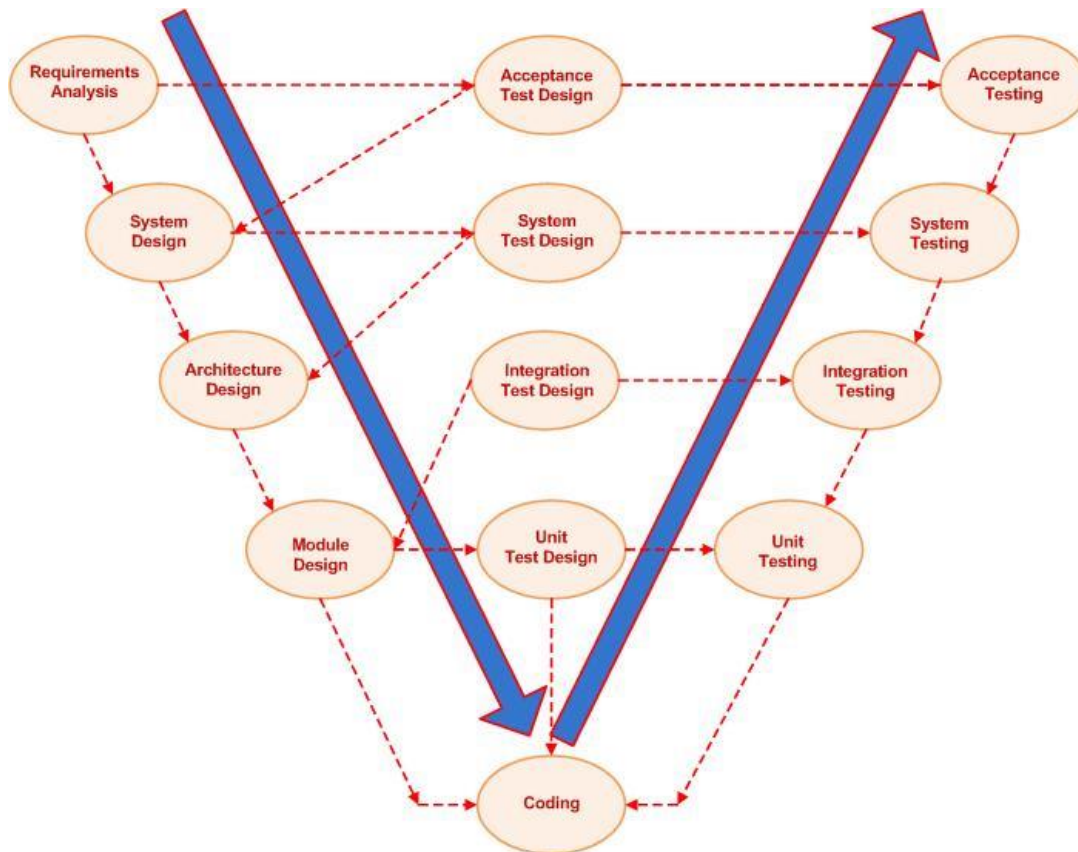 Requirements
Analysis
Acceptance
Test Design
Acceptance
Testing
System
Design
System
Test Design
System
Testing
Architecture
Design
Integration
Test Design
Integration
Testing
Module
Design
Unit
Test Design
Unit
Testing
Coding